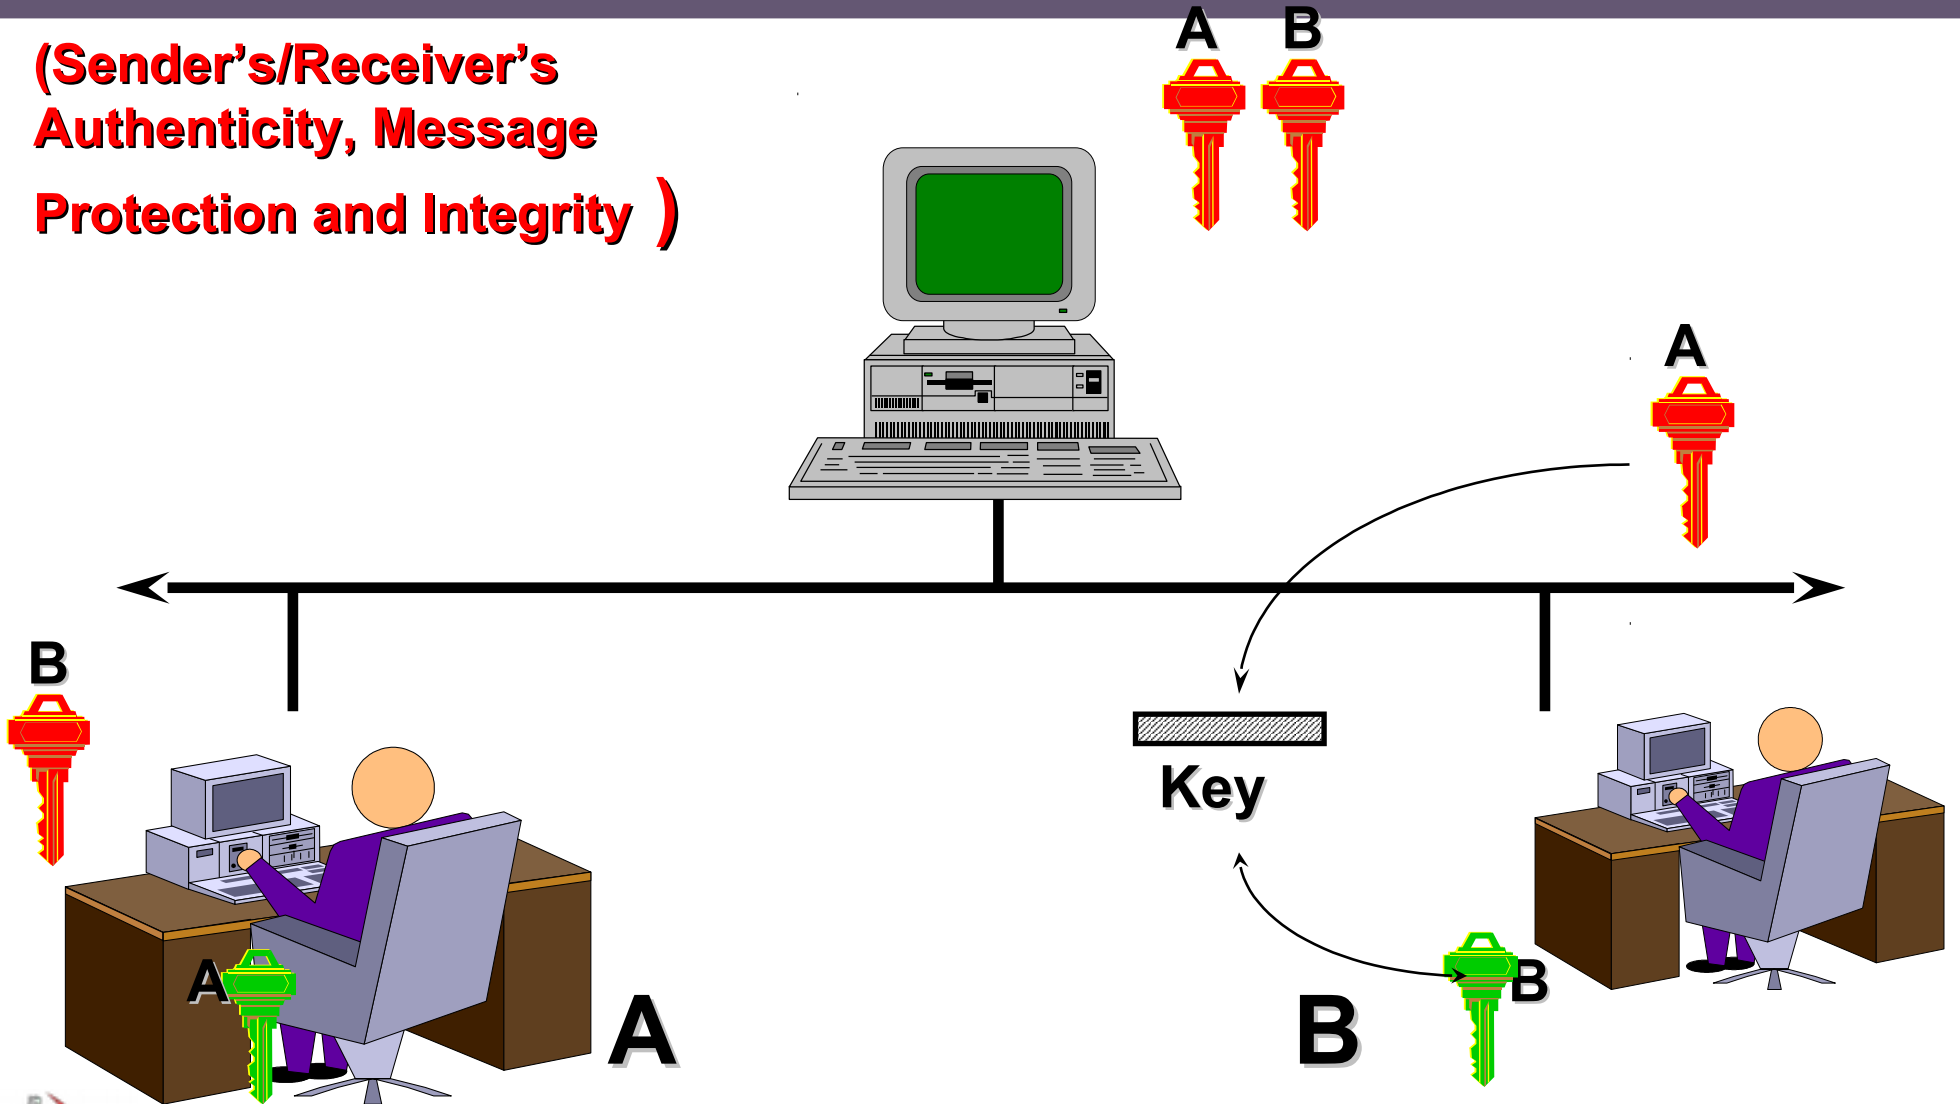 (Sender’s/Receiver’s
Authenticity, Message
Protection and Integrity )
A B
A
B
Key
A
B
A
B